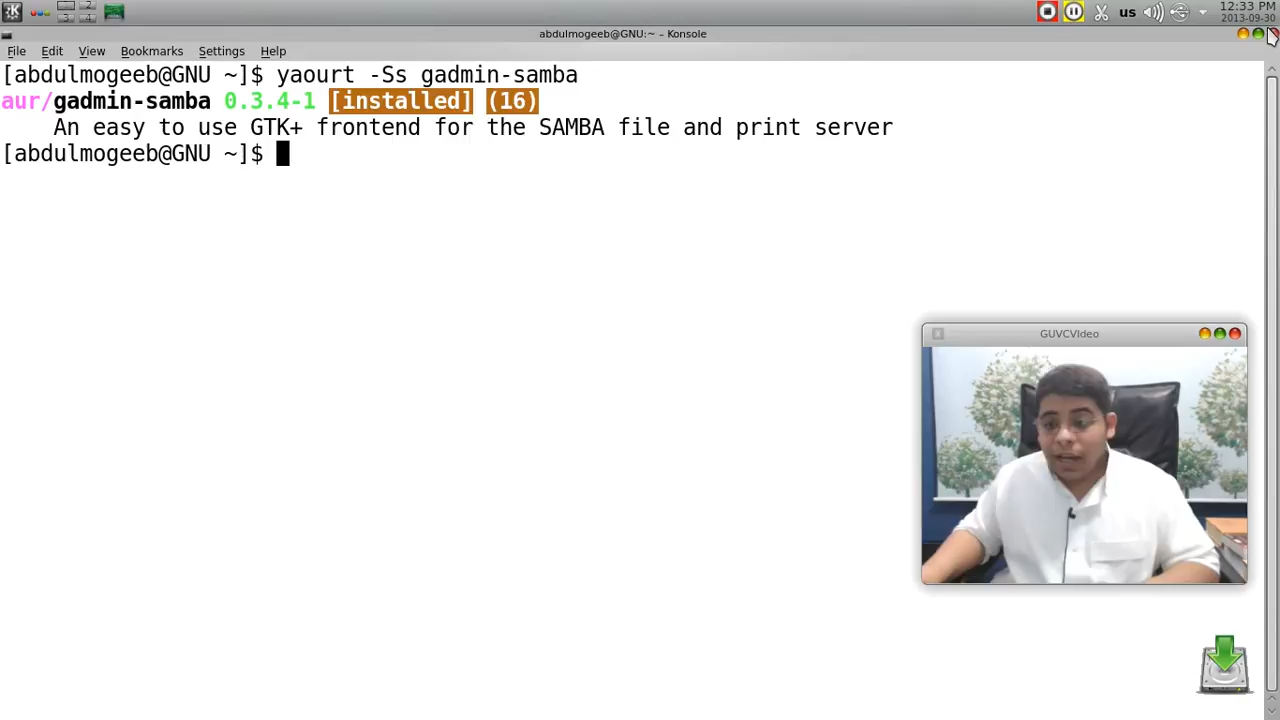 12:33 PM
us
2013-09-30
abdulmogeeb@GNU:~ – Konsole
File Edit View Bookmarks Settings Help
[abdulmogeeb@GNU ~]$ yaourt -Ss gadmin-samba
aur/gadmin-samba 0.3.4-1 [installed] (16)
An easy to use GTK+ frontend for the SAMBA file and print server
[abdulmogeeb@GNU ~]$
GUVCVideo